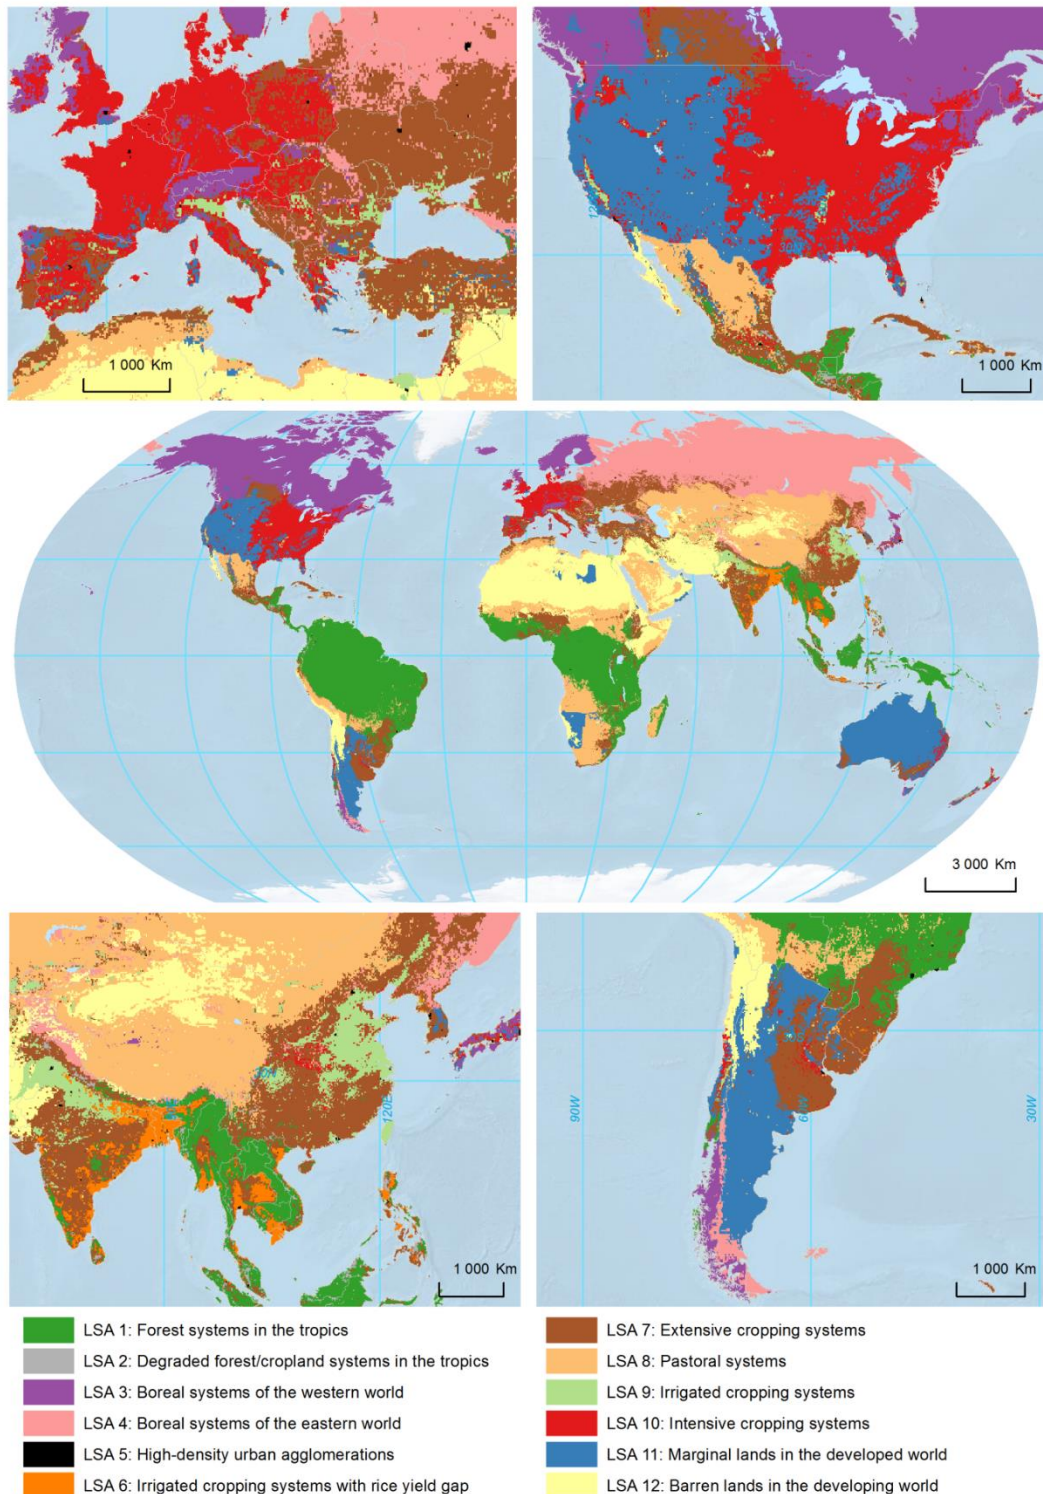 1 000 Km
30N
1 000 Km
3 000 Km
120E
1 000 Km
90W
60W
30W
1 000 Km
LSA 1: Forest systems in the tropics
LSA 2: Degraded forest/cropland systems in the tropics
LSA 3: Boreal systems of the western world
LSA 4: Boreal systems of the eastern world
LSA 5: High-density urban agglomerations
LSA 6: Irrigated cropping systems with rice yield gap
LSA 7: Extensive cropping systems
LSA 8: Pastoral systems
LSA 9: Irrigated cropping systems
LSA 10: Intensive cropping systems
LSA 11: Marginal lands in the developed world
LSA 12: Barren lands in the developing world